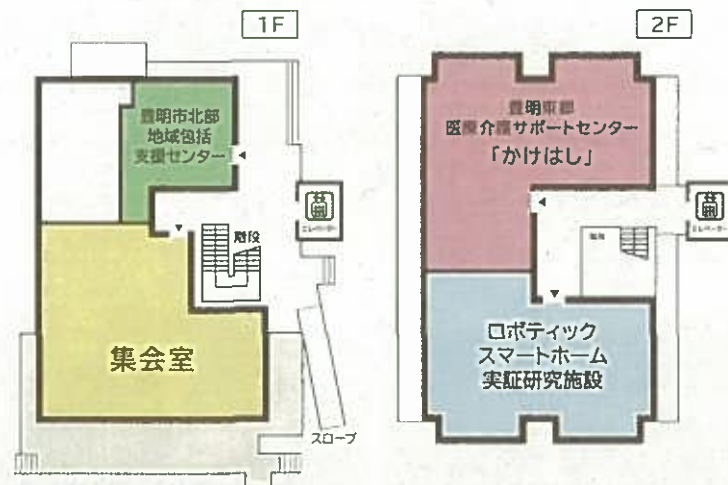 1F
豊明市北部
地域包括
支援センター
階段
エレベーター
集会室
スロープ
2F
豊明東郷
医療介護サポートセンター
「かけはし」
エレベーター
階段
ロボティック
スマートホーム
実証研究施設